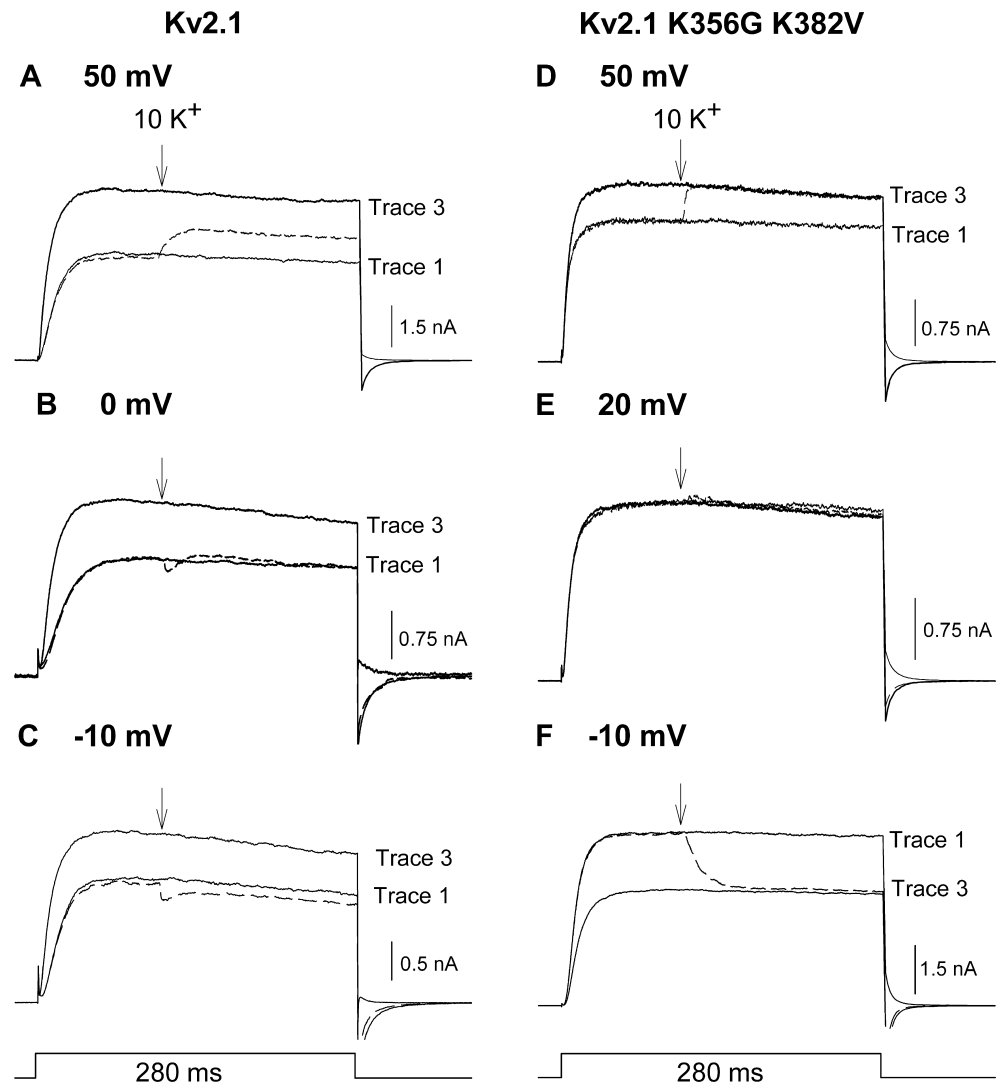 Kv2.1
Kv2.1 K356G K382V
A 50 mV
10 K+
Trace 3
Trace 1
1.5 nA
D 50 mV
10 K+
Trace 3
Trace 1
0.75 nA
B 0 mV
Trace 3
Trace 1
0.75 nA
E 20 mV
0.75 nA
C -10 mV
Trace 3
Trace 1
0.5 nA
280 ms
F -10 mV
Trace 1
Trace 3
1.5 nA
280 ms